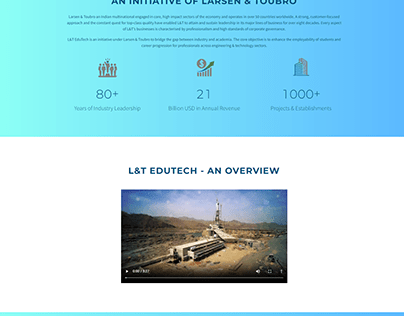 AN INITIATIVE OF LARSEN & TOUBRO
Larsen & Toubro is an Indian multinational engaged in core, high impact sectors of the economy and operates in over 30 countries worldwide. A strong, customer-focused
approach and the constant quest for top-class quality have enabled L&T to attain and sustain leadership in its major lines of business for over eight decades. Every aspect
of L&T's businesses is characterised by professionalism and high standards of corporate governance.
L&T EduTech is an initiative under Larsen & Toubro to bridge the gap between industry and academia. The core objective is to enhance the employability of students and
career progression for professionals across engineering & technology sectors.
80+
21
1000+
Years of Industry Leadership
Billion USD in Annual Revenue
Projects & Establishments
L&T EDUTECH - AN OVERVIEW